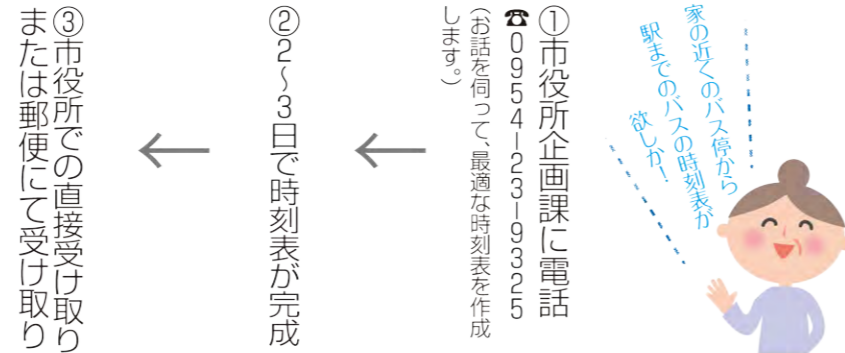 家の近くのバス停から
駅までのバスの時刻表が
欲しか！
①市役所企画課に電話
☎0954-23-9325
（お話を伺って、最適な時刻表を作成
します。）
←
②2～3日で時刻表が完成
←
③市役所での直接受け取り
または郵便にて受け取り